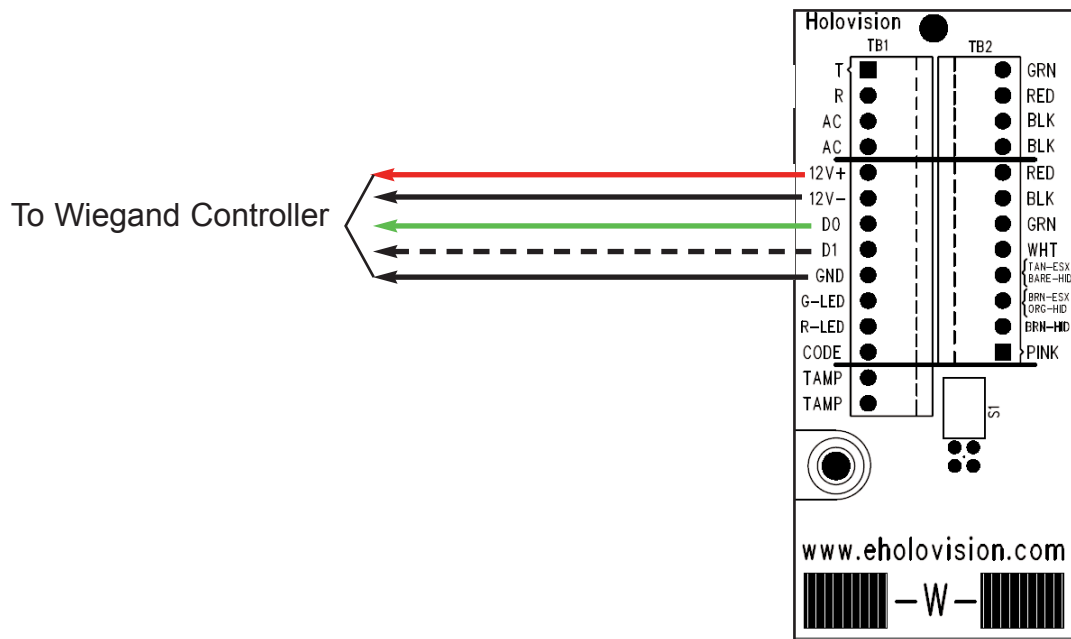 Holovision
TB1 TB2
T GRN
R RED
AC BLK
AC BLK
12V+ RED
12V- BLK
To Wiegand Controller
D0 GRN
D1 WHT
GND TAN-ESX
BARE-HID
G-LED BRN-ESX
ORG-HID
R-LED BRN-HID
CODE PINK
TAMP
TAMP
S1
www.eholovision.com
-W-